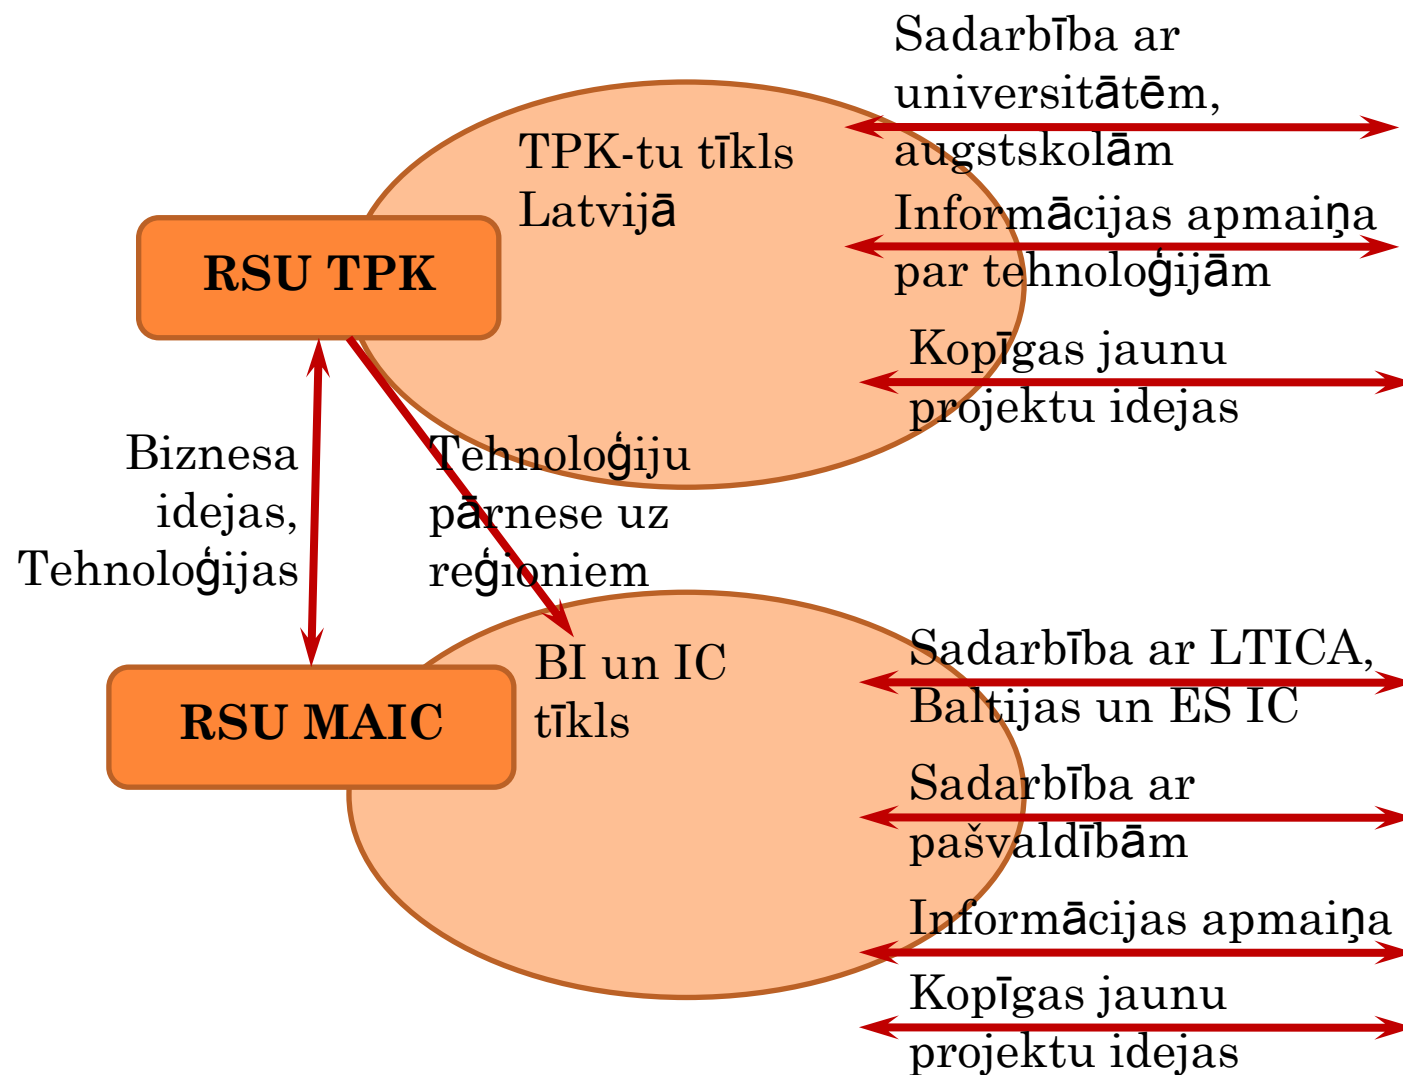 Sadarbība ar
universitātēm,
augstskolām
TPK-tu tīkls
Latvijā
Informācijas apmaiņa
par tehnoloģijām
RSU TPK
Kopīgas jaunu
projektu idejas
Biznesa
idejas,
Tehnoloģijas
Tehnoloģiju
pārnese uz
reģioniem
BI un IC
tīkls
RSU MAIC
Sadarbība ar LTICA,
Baltijas un ES IC
Sadarbība ar
pašvaldībām
Informācijas apmaiņa
Kopīgas jaunu
projektu idejas